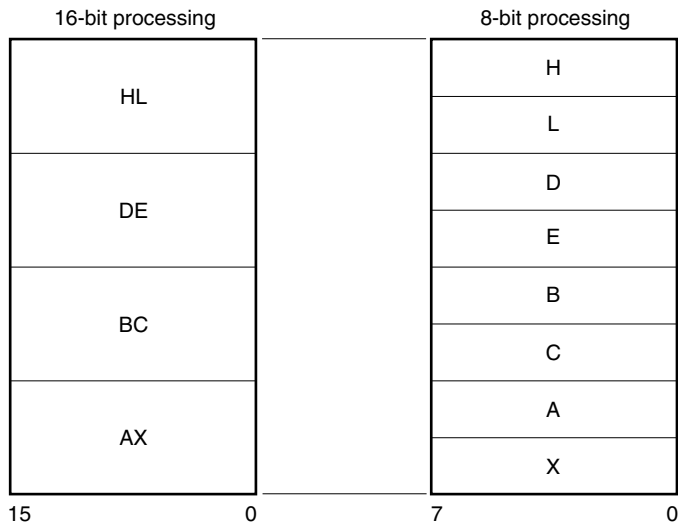 16-bit processing
8-bit processing
HL
DE
BC
AX
H
L
D
E
B
C
A
X
15 0
7 0